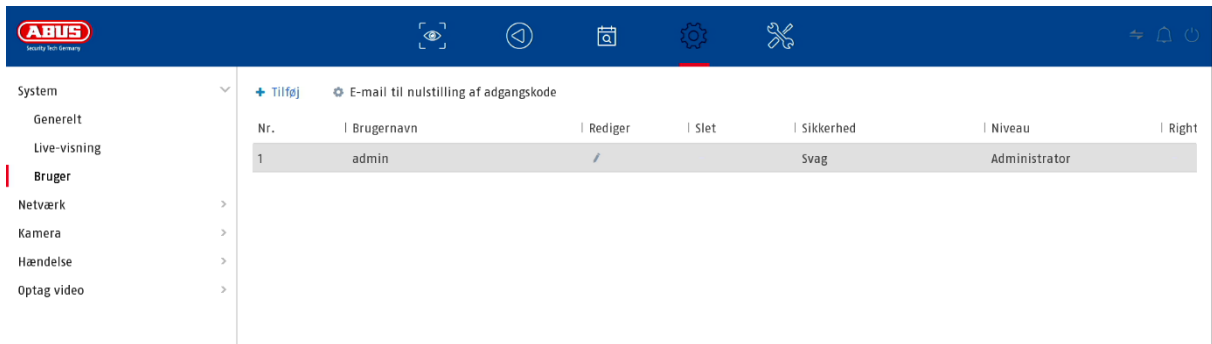 ABUS
Security Tech Germany
System
Generelt
Live-visning
Bruger
Netværk
Kamera
Hændelse
Optag video
+ Tilføj E-mail til nulstilling af adgangskode
Nr. Brugernavn Rediger Slet Sikkerhed Niveau Right
1 admin Svag Administrator